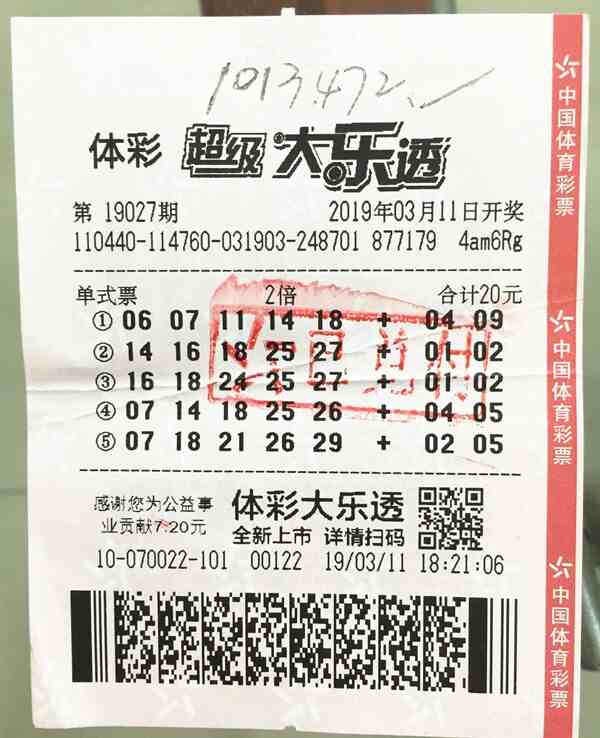 1013.472.
体彩 超级大乐透
第 19027期 2019年03月11日开奖
110440-114760-031903-248701 877179 4am6Rg
单式票 2倍 合计20元
① 06 07 11 14 18 + 04 09
② 14 16 18 25 27 + 01 02
③ 16 18 24 25 27 + 01 02
④ 07 14 18 25 26 + 04 05
⑤ 07 18 21 26 29 + 02 05
感谢您为公益事
业贡献7.20元
体彩大乐透
全新上市 详情扫码
10-070022-101 00122 19/03/11 18:21:06
中国体育彩票
中国体育彩票
中国体育彩票